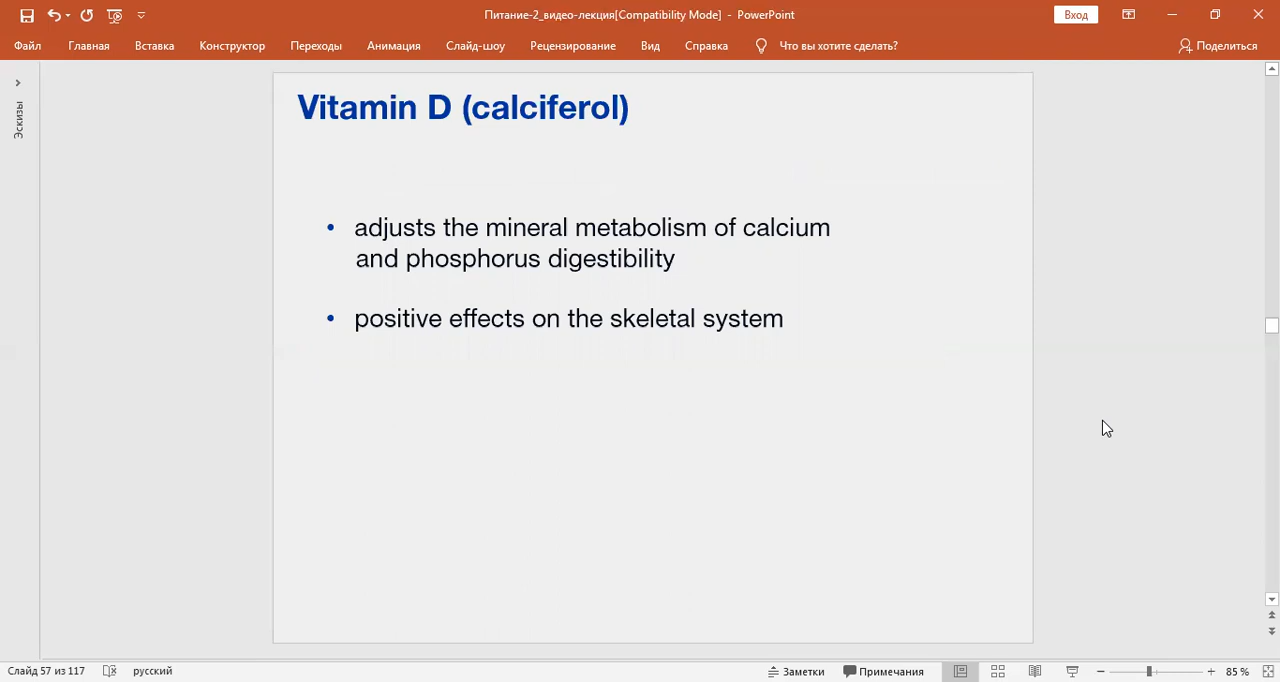 Питание-2_видео-лекция[Compatibility Mode] - PowerPoint
Вход
Файл
Главная
Вставка
Конструктор
Переходы
Анимация
Слайд-шоу
Рецензирование
Вид
Справка
Что вы хотите сделать?
Поделиться
Эскизы
Vitamin D (calciferol)
• adjusts the mineral metabolism of calcium
and phosphorus digestibility
• positive effects on the skeletal system
Слайд 57 из 117
русский
Заметки
Примечания
85 %